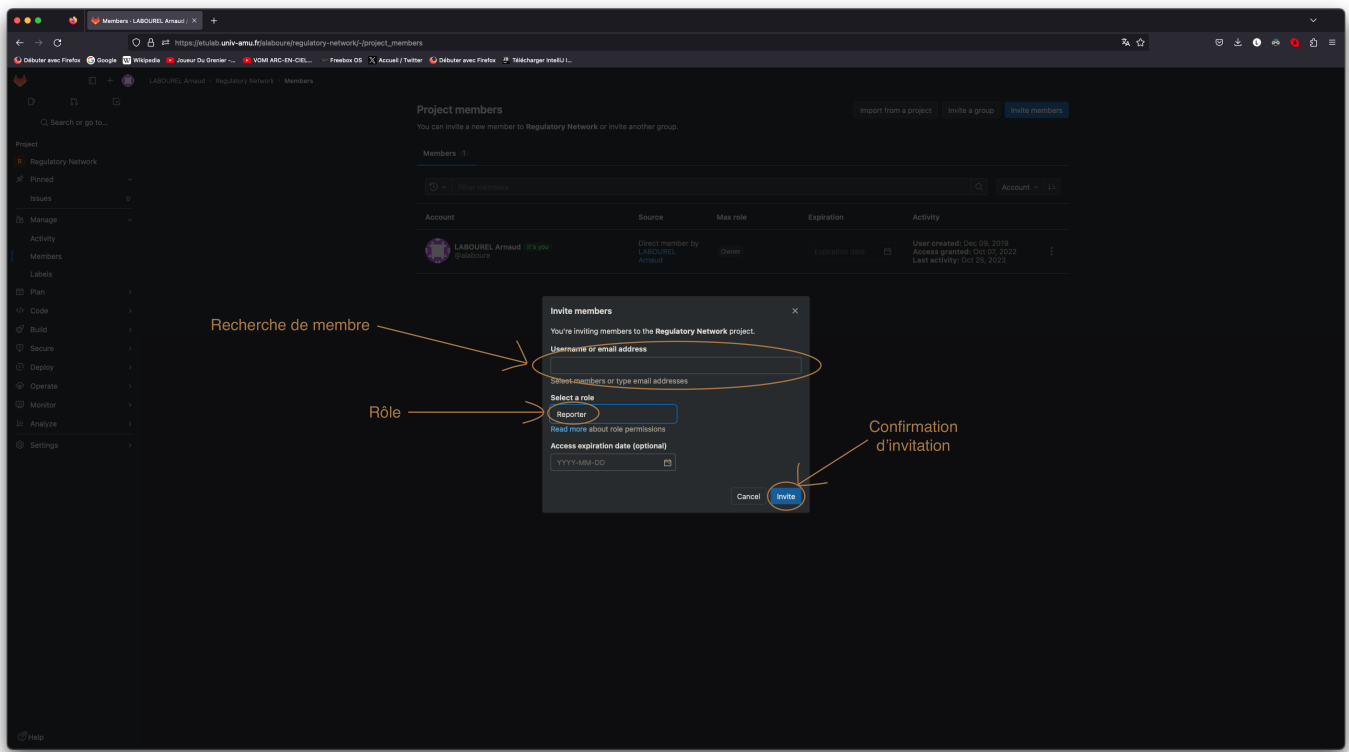 Members · LABOUREL Arnaud /
https://etulab.univ-amu.fr/alaboure/regulatory-network/-/project_members
Débuter avec Firefox Google Wikipedia Joueur Du Grenier -... VOMI ARC-EN-CIEL... Freebox OS Accueil / Twitter Débuter avec Firefox Télécharger IntelliJ I...
LABOUREL Arnaud Regulatory Network Members
Search or go to...
Project
R Regulatory Network
Pinned
Issues 0
Manage
Activity
Members
Labels
Plan
Code
Build
Secure
Deploy
Operate
Monitor
Analyze
Settings
Help
Project members
Import from a project Invite a group Invite members
You can invite a new member to Regulatory Network or invite another group.
Members 1
Filter members
Account
Account Source Max role Expiration Activity
LABOUREL Arnaud It's you
@alaboure
Direct member by
LABOUREL
Arnaud
Owner
Expiration date
User created: Dec 09, 2019
Access granted: Oct 07, 2022
Last activity: Oct 25, 2023
Invite members
You're inviting members to the Regulatory Network project.
Username or email address
Select members or type email addresses
Select a role
Reporter
Read more about role permissions
Access expiration date (optional)
YYYY-MM-DD
Cancel Invite
Recherche de membre
Rôle
Confirmation
d'invitation